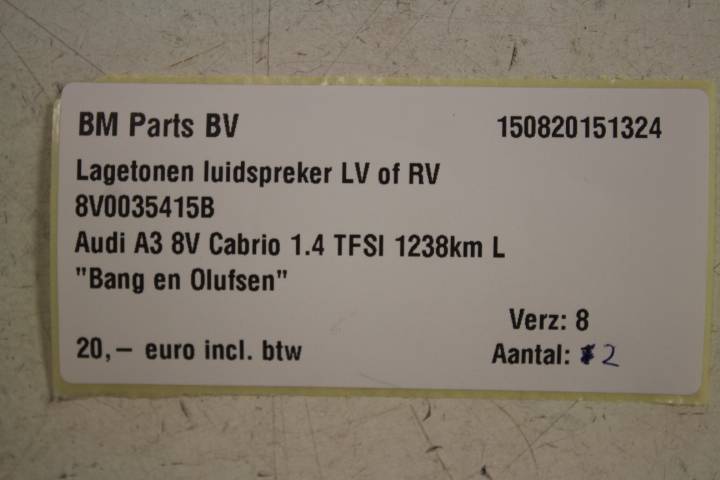 BM Parts BV 150820151324
Lagetonen luidspreker LV of RV
8V0035415B
Audi A3 8V Cabrio 1.4 TFSI 1238km L
"Bang en Olufsen"
Verz: 8
20,– euro incl. btw Aantal: 2